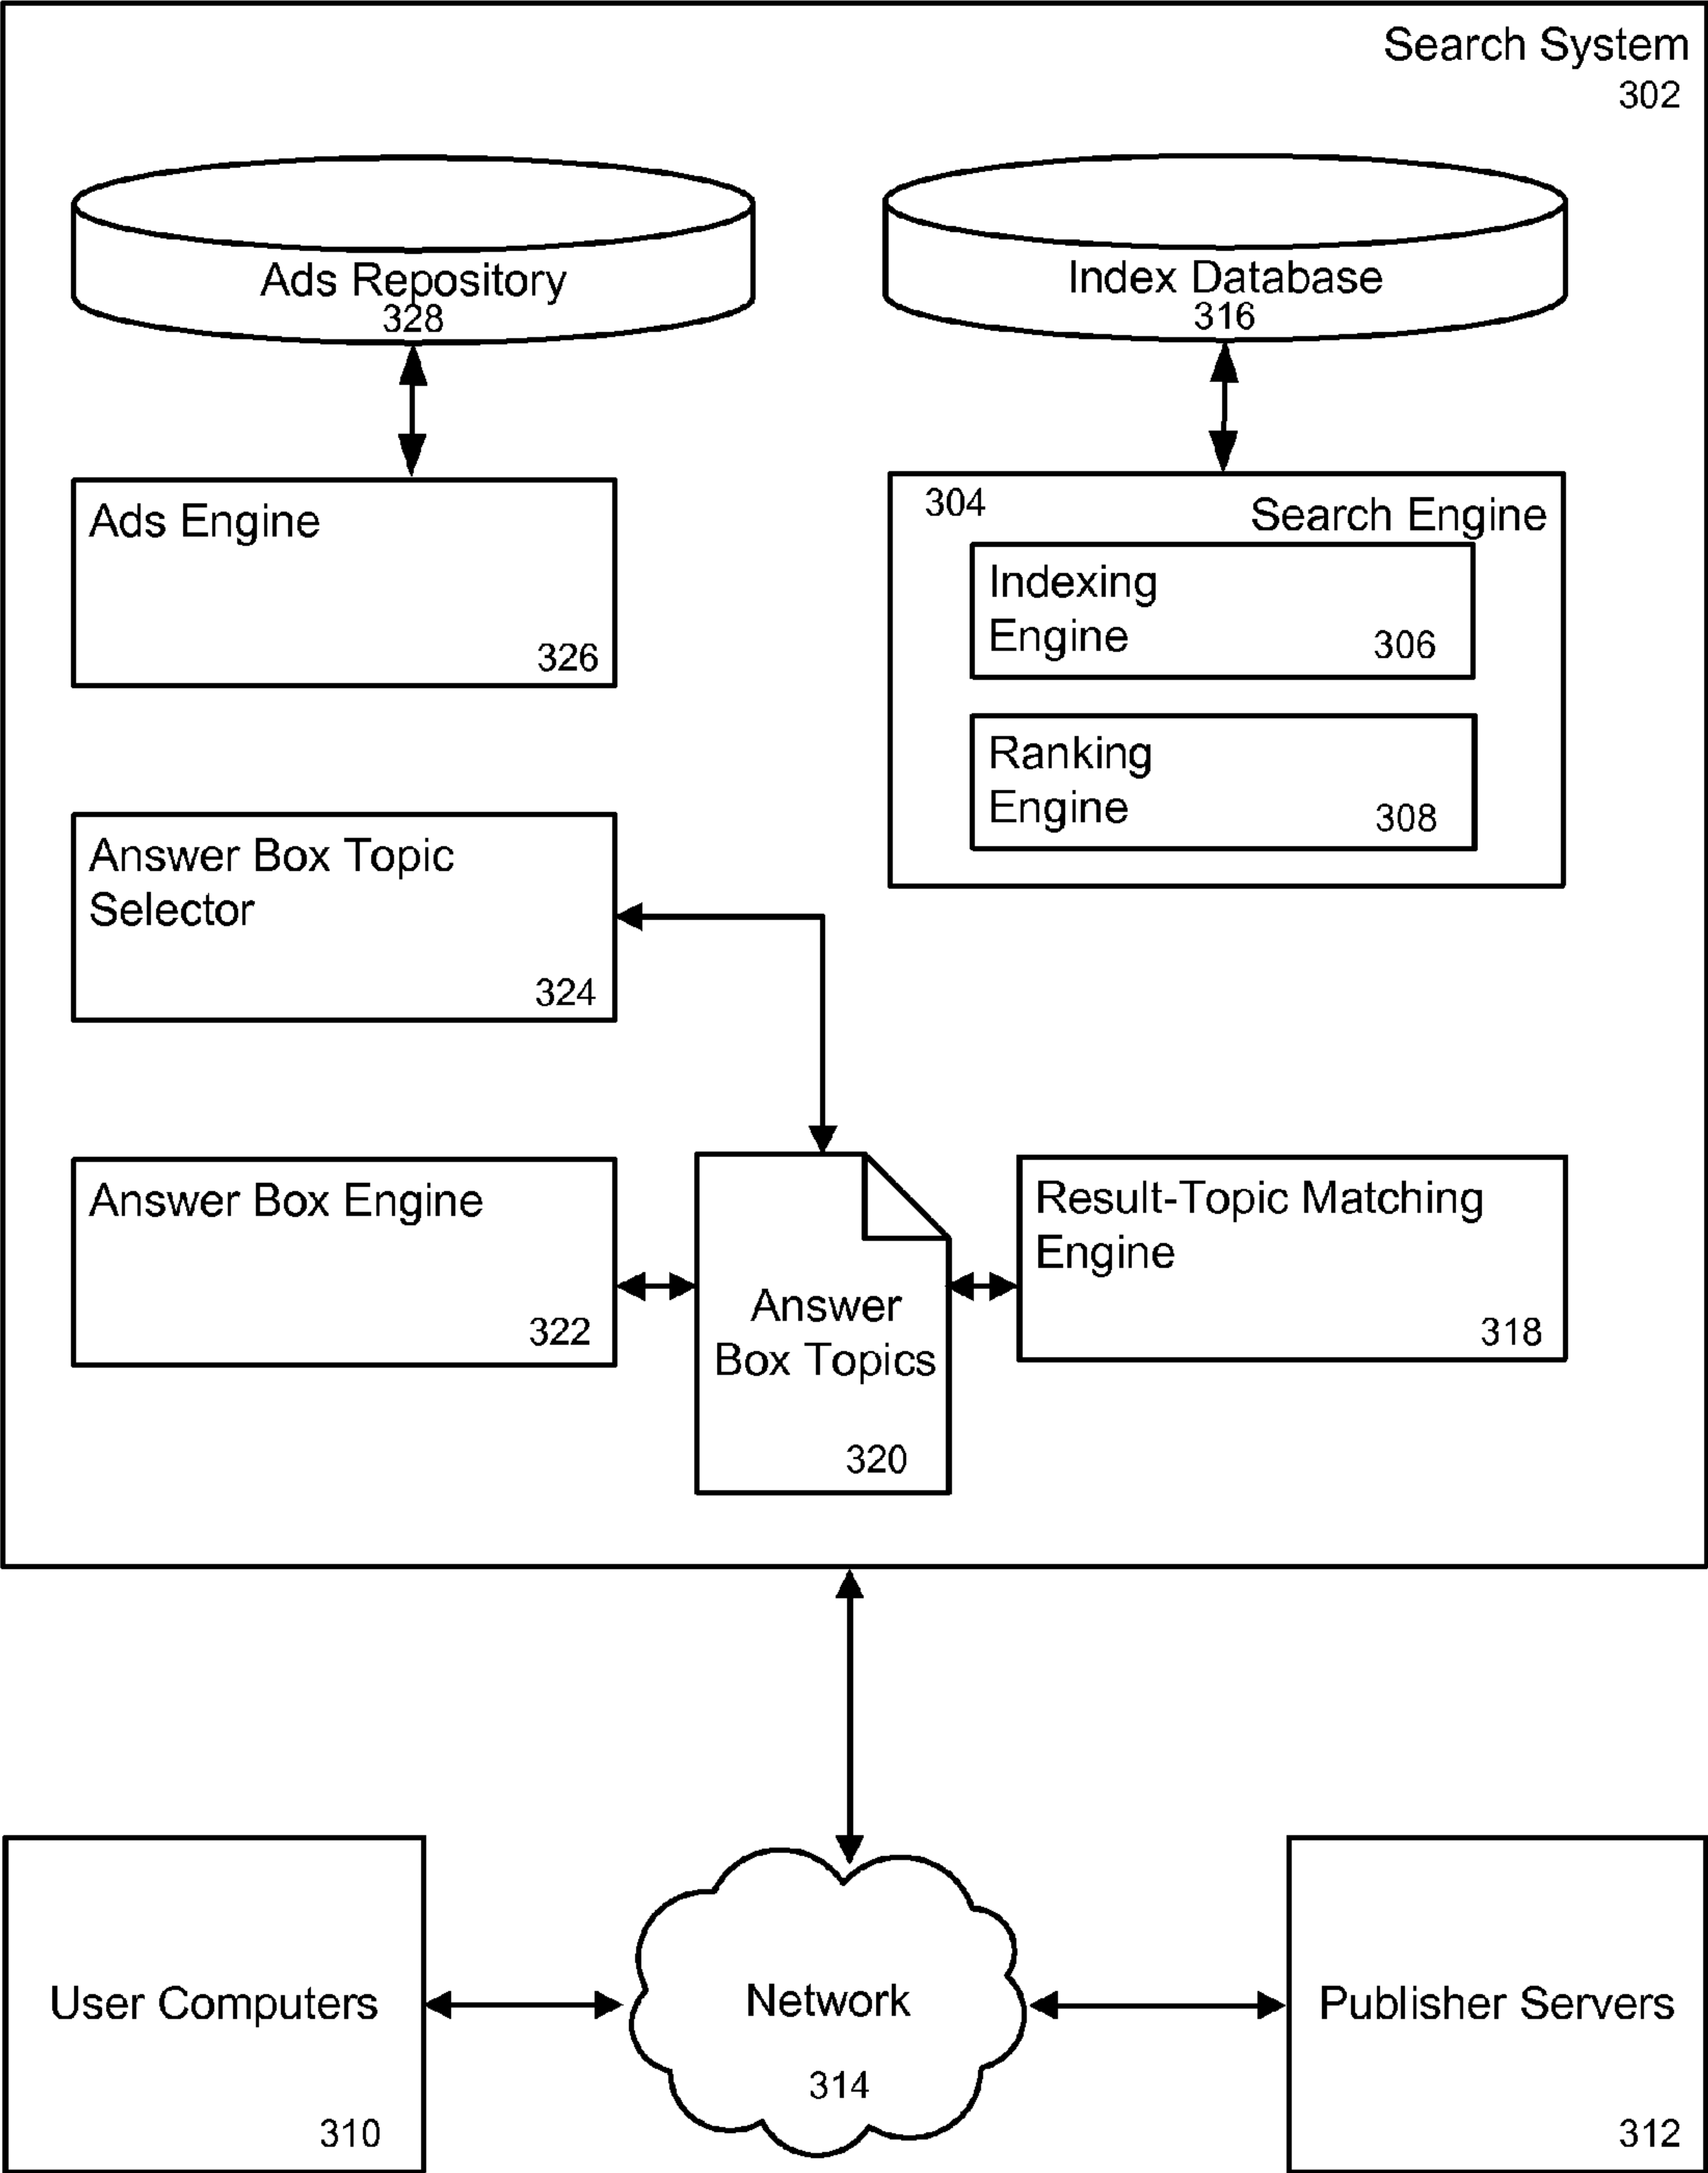 Search System
302
Ads Repository
328
Index Database
316
Ads Engine
326
304
Search Engine
Indexing
Engine
306
Ranking
Engine
308
Answer Box Topic
Selector
324
Answer Box Engine
322
Answer
Box Topics
320
Result-Topic Matching
Engine
318
User Computers
310
Network
314
Publisher Servers
312